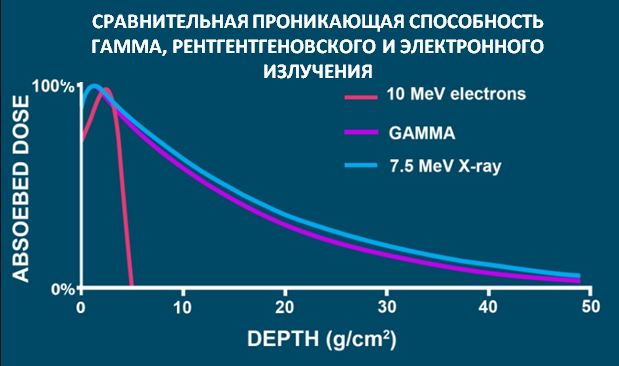 СРАВНИТЕЛЬНАЯ ПРОНИКАЮЩАЯ СПОСОБНОСТЬ
ГАММА, РЕНТГЕНТГЕНОВСКОГО И ЭЛЕКТРОННОГО
ИЗЛУЧЕНИЯ
100%
10 MeV electrons
GAMMA
7.5 MeV X-ray
ABSOEBED DOSE
0%
0 10 20 30 40 50
DEPTH (g/cm²)